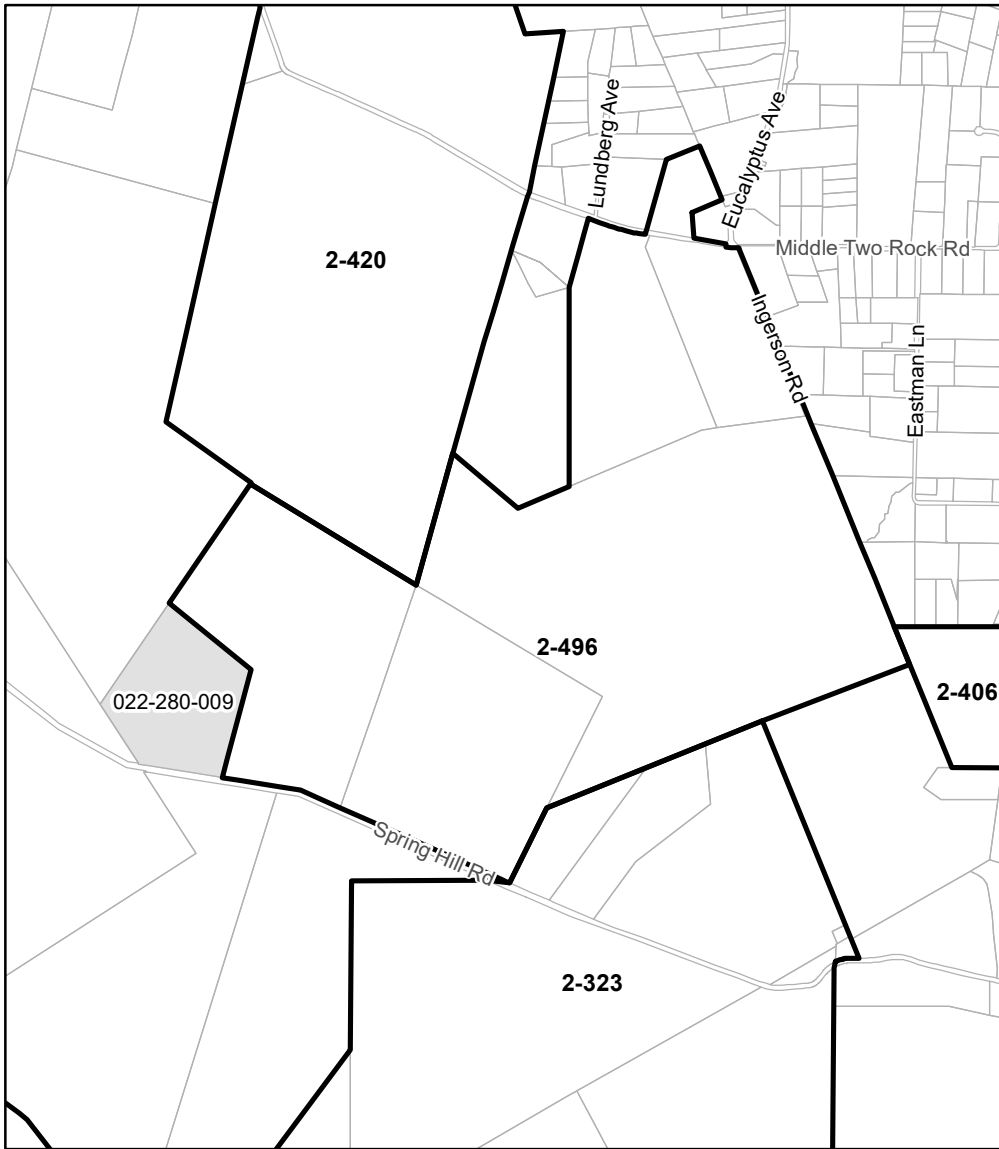 Lundberg Ave
Eucalyptus Ave
Middle Two Rock Rd
2-420
Ingerson Rd
Eastman Ln
2-496
2-406
022-280-009
Spring Hill Rd
2-323